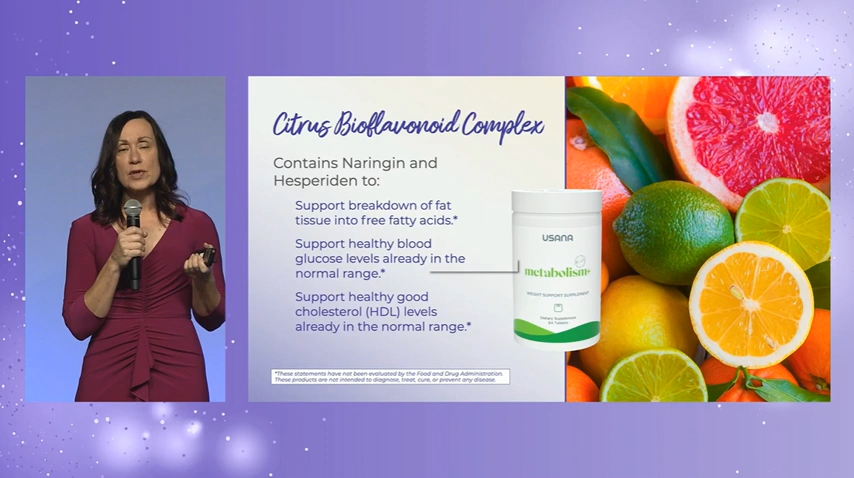 Citrus Bioflavonoid Complex
Contains Naringin and
Hesperiden to:
Support breakdown of fat
tissue into free fatty acids.*
Support healthy blood
glucose levels already in the
normal range.*
Support healthy good
cholesterol (HDL) levels
already in the normal range.*
USANA
metabolism+
WEIGHT SUPPORT SUPPLEMENT
Dietary Supplement
*These statements have not been evaluated by the Food and Drug Administration.
These products are not intended to diagnose, treat, cure, or prevent any disease.